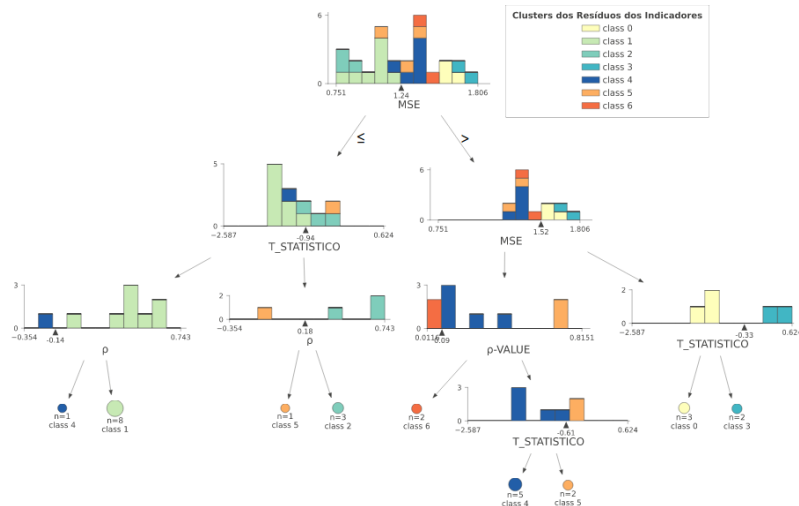 Clusters dos Resíduos dos Indicadores
class 0
class 1
class 2
class 3
class 4
class 5
class 6
6
0
0.751
1.24
1.806
MSE
≤
>
5
0
−2.587
-0.94
0.624
T_STATISTICO
6
0
0.751
1.52
1.806
MSE
3
0
−0.354
-0.14
0.743
ρ
2
0
−0.354
0.18
0.743
ρ
3
0
0.09
0.8151
ρ-VALUE
2
0
−2.587
-0.33
T_STATISTICO
n=1
class 4
n=8
class 1
n=1
class 5
n=3
class 2
n=2
class 6
3
0
−2.587
-0.61
0.624
T_STATISTICO
n=3
class 0
n=2
class 3
n=5
class 4
n=2
class 5